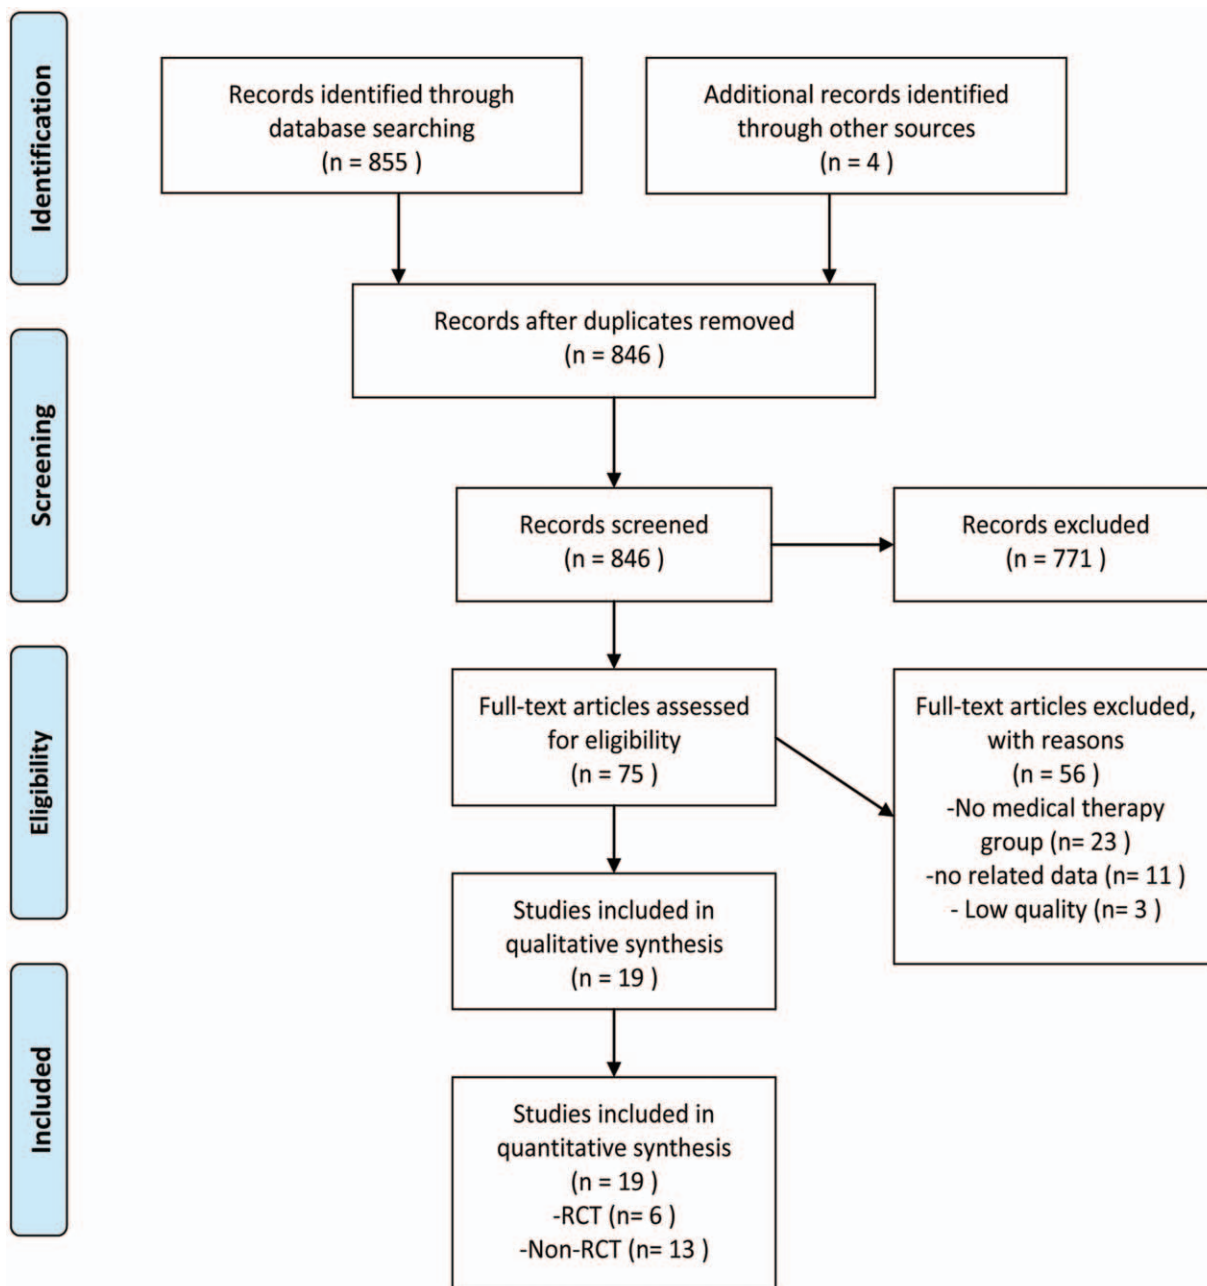 Identification
Records identified through
database searching
(n = 855 )
Additional records identified
through other sources
(n = 4 )
Records after duplicates removed
(n = 846 )
Screening
Records screened
(n = 846 )
Records excluded
(n = 771 )
Eligibility
Full-text articles assessed
for eligibility
(n = 75 )
Full-text articles excluded,
with reasons
(n = 56 )
-No medical therapy
group (n= 23 )
-no related data (n= 11 )
- Low quality (n= 3 )
Studies included in
qualitative synthesis
(n = 19 )
Included
Studies included in
quantitative synthesis
(n = 19 )
-RCT (n= 6 )
-Non-RCT (n= 13 )